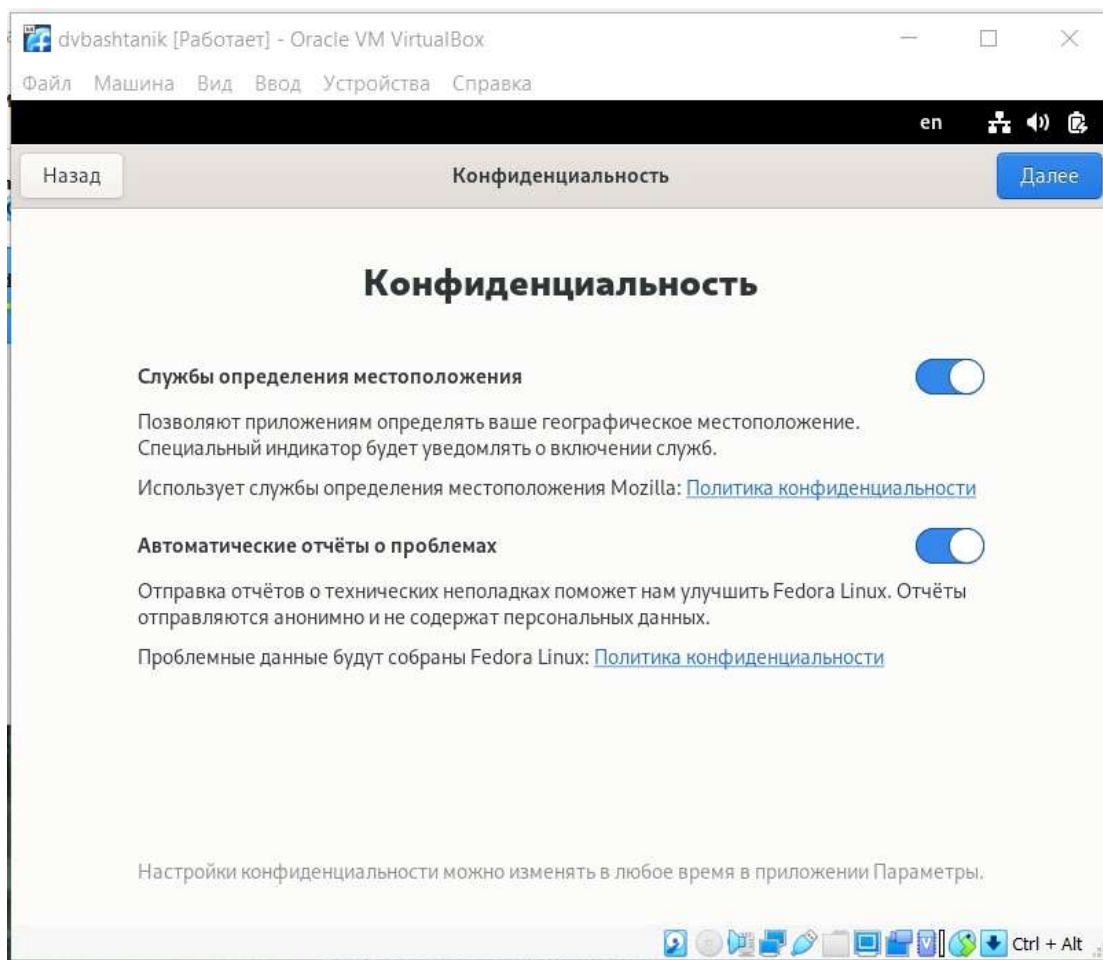 dvbashtanik [Работает] - Oracle VM VirtualBox
Файл Машина Вид Ввод Устройства Справка
en
Назад Конфиденциальность Далее
Конфиденциальность
Службы определения местоположения
Позволяют приложениям определять ваше географическое местоположение.
Специальный индикатор будет уведомлять о включении служб.
Использует службы определения местоположения Mozilla: Политика конфиденциальности
Автоматические отчёты о проблемах
Отправка отчётов о технических неполадках поможет нам улучшить Fedora Linux. Отчёты
отправляются анонимно и не содержат персональных данных.
Проблемные данные будут собраны Fedora Linux: Политика конфиденциальности
Настройки конфиденциальности можно изменять в любое время в приложении Параметры.
Ctrl + Alt